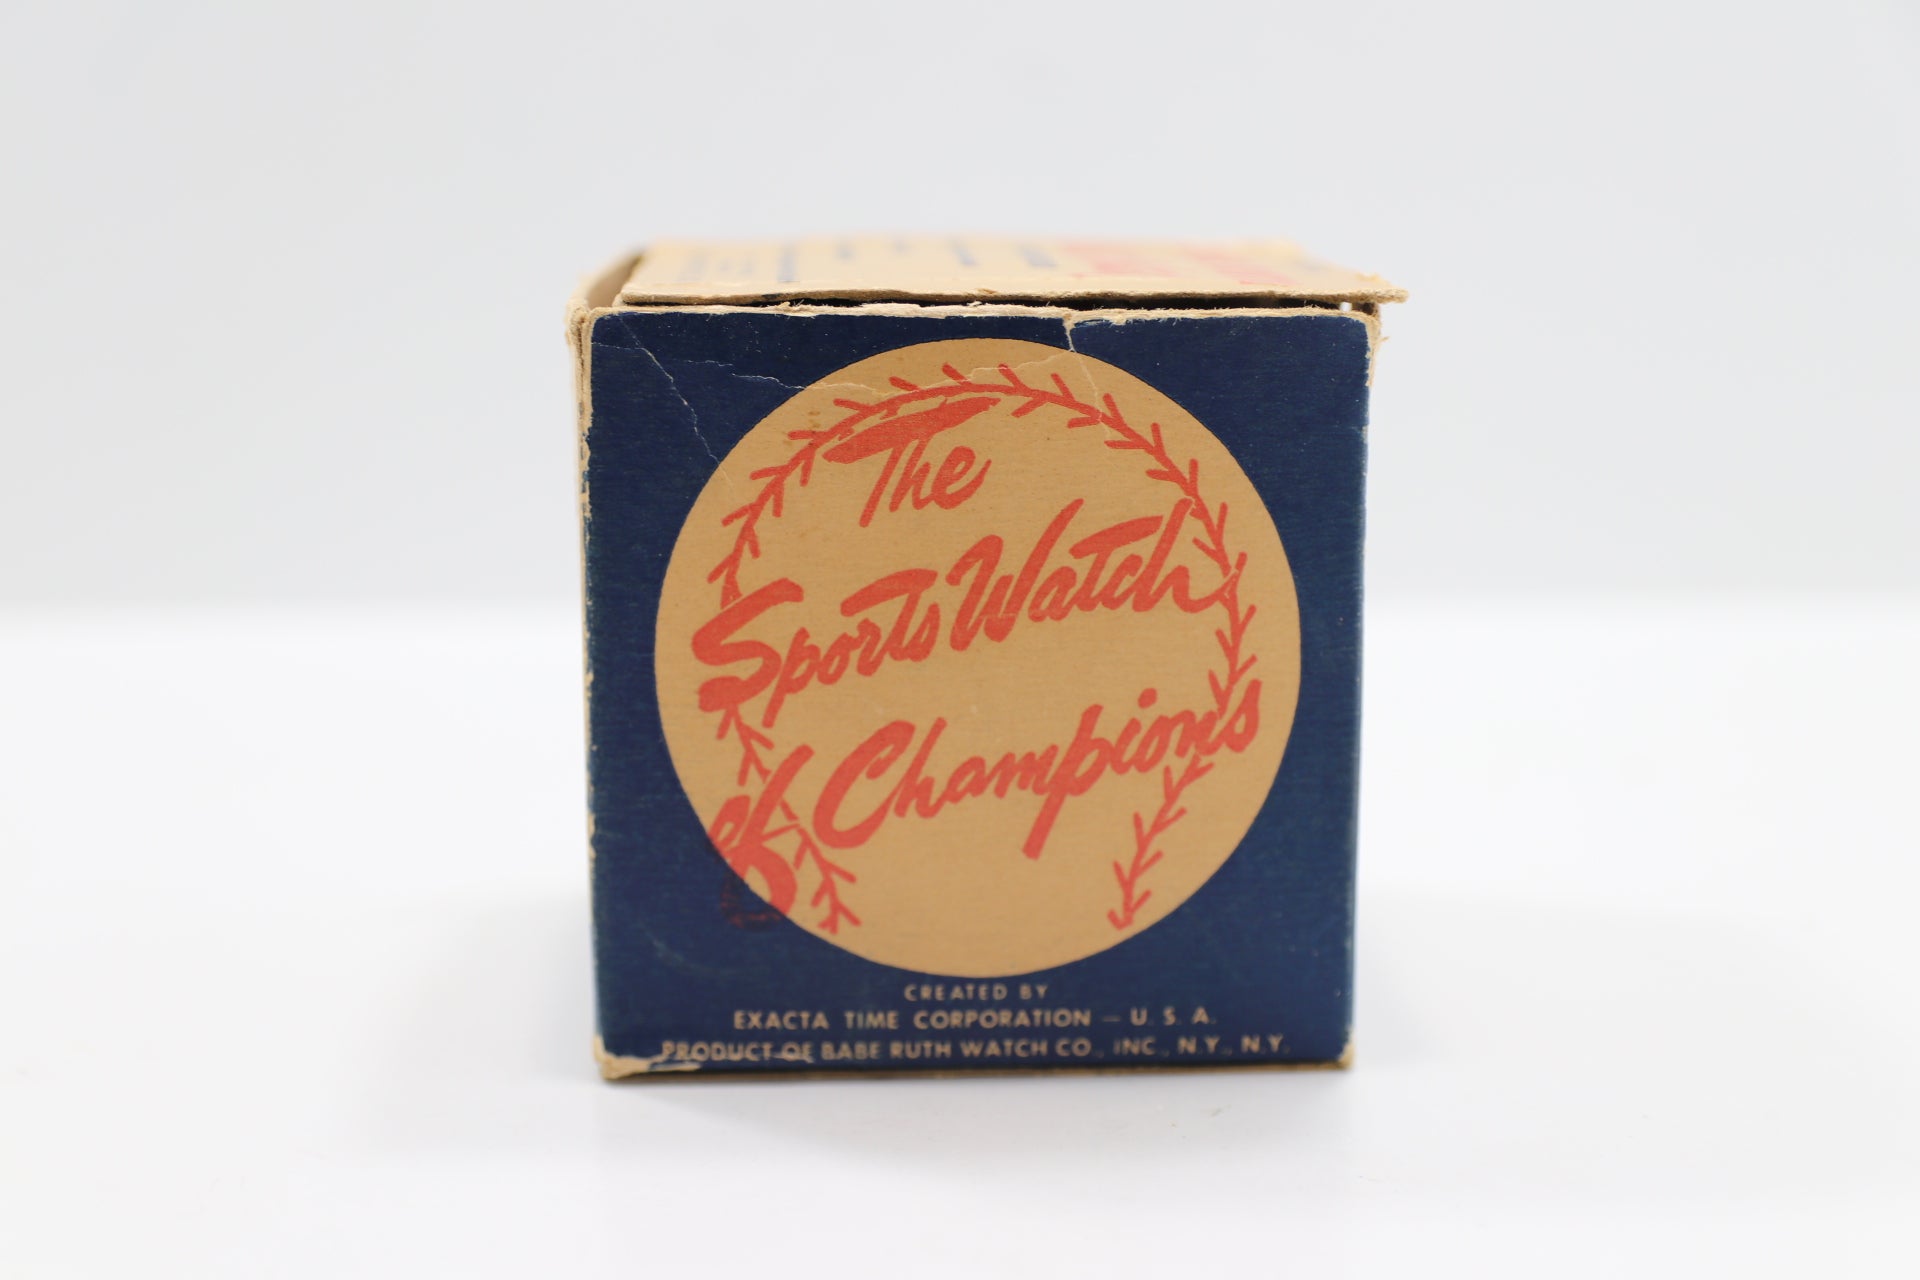 The
Sports Watch
of Champions
CREATED BY
EXACTA TIME CORPORATION — U. S. A.
PRODUCT OF BABE RUTH WATCH CO., INC., N.Y., N.Y.